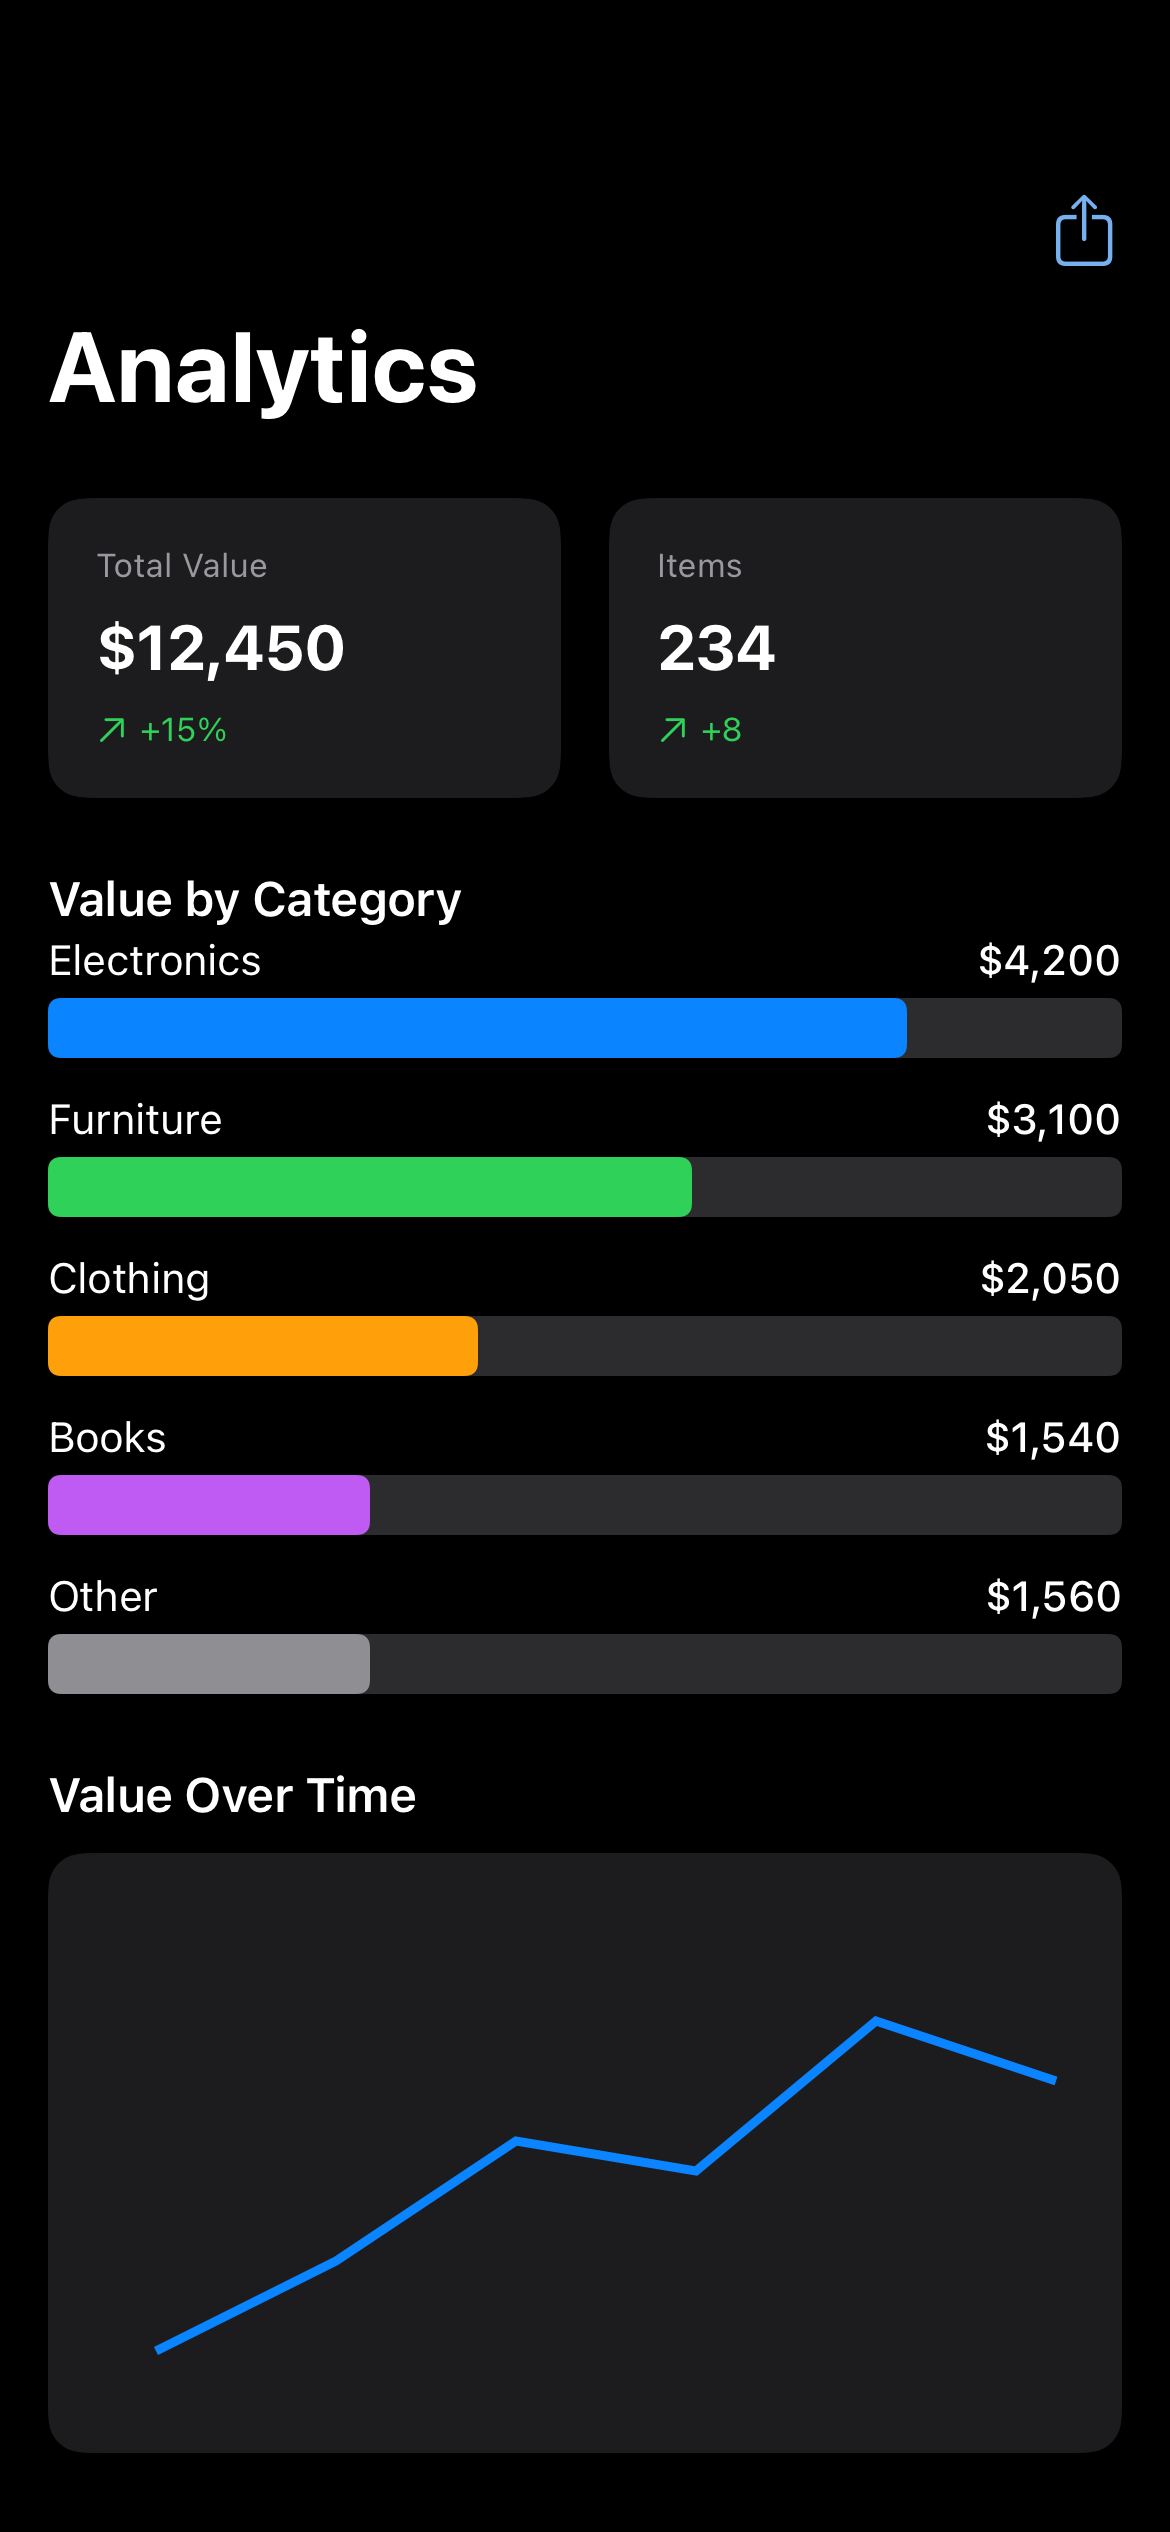 Analytics
Total Value
$12,450
+15%
Items
234
+8
Value by Category
Electronics $4,200
Furniture $3,100
Clothing $2,050
Books $1,540
Other $1,560
Value Over Time